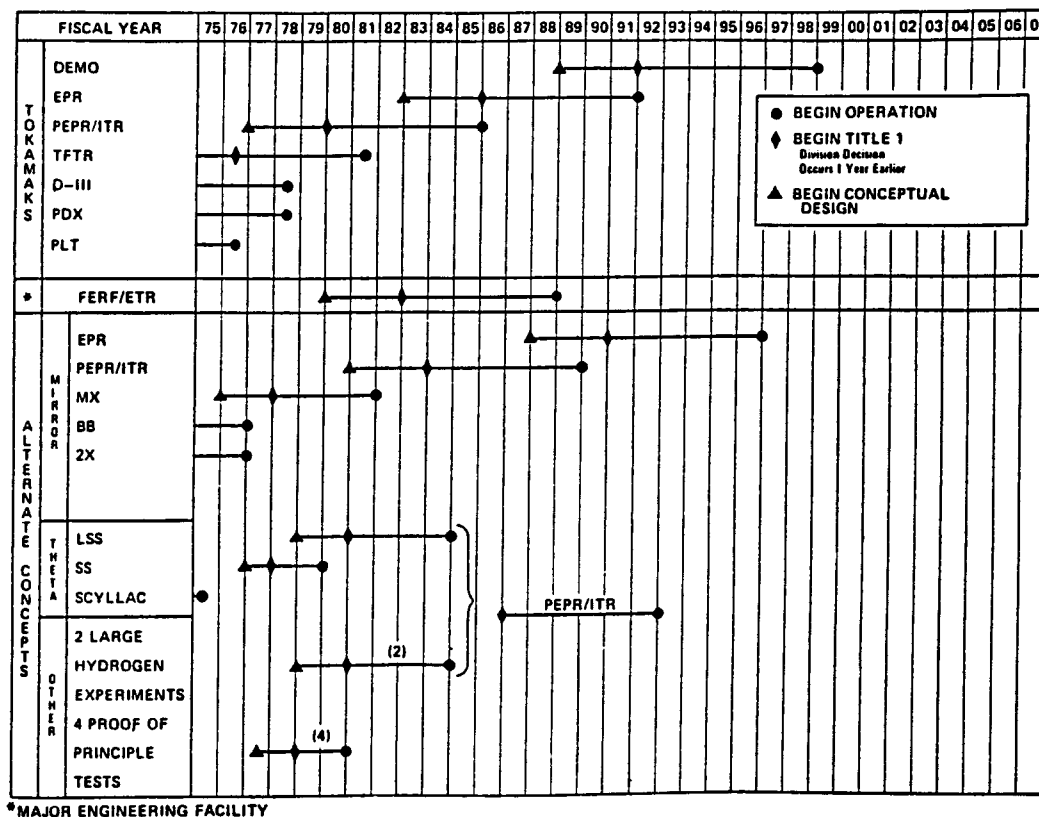 FISCAL YEAR 75 76 77 78 79 80 81 82 83 84 85 86 87 88 89 90 91 92 93 94 95 96 97 98 99 00 01 02 03 04 05 06
TOKAMAKS
DEMO
EPR
PEPR/ITR
TFTR
D-III
PDX
PLT
● BEGIN OPERATION
♦ BEGIN TITLE 1
Division Decision
Occurs 1 Year Earlier
▲ BEGIN CONCEPTUAL
DESIGN
* FERF/ETR
ALTERNATE CONCEPTS
MIRROR
EPR
PEPR/ITR
MX
BB
2X
THETA
LSS
SS
SCYLLAC
PEPR/ITR
OTHER
2 LARGE
HYDROGEN (2)
EXPERIMENTS
4 PROOF OF
PRINCIPLE (4)
TESTS
*MAJOR ENGINEERING FACILITY